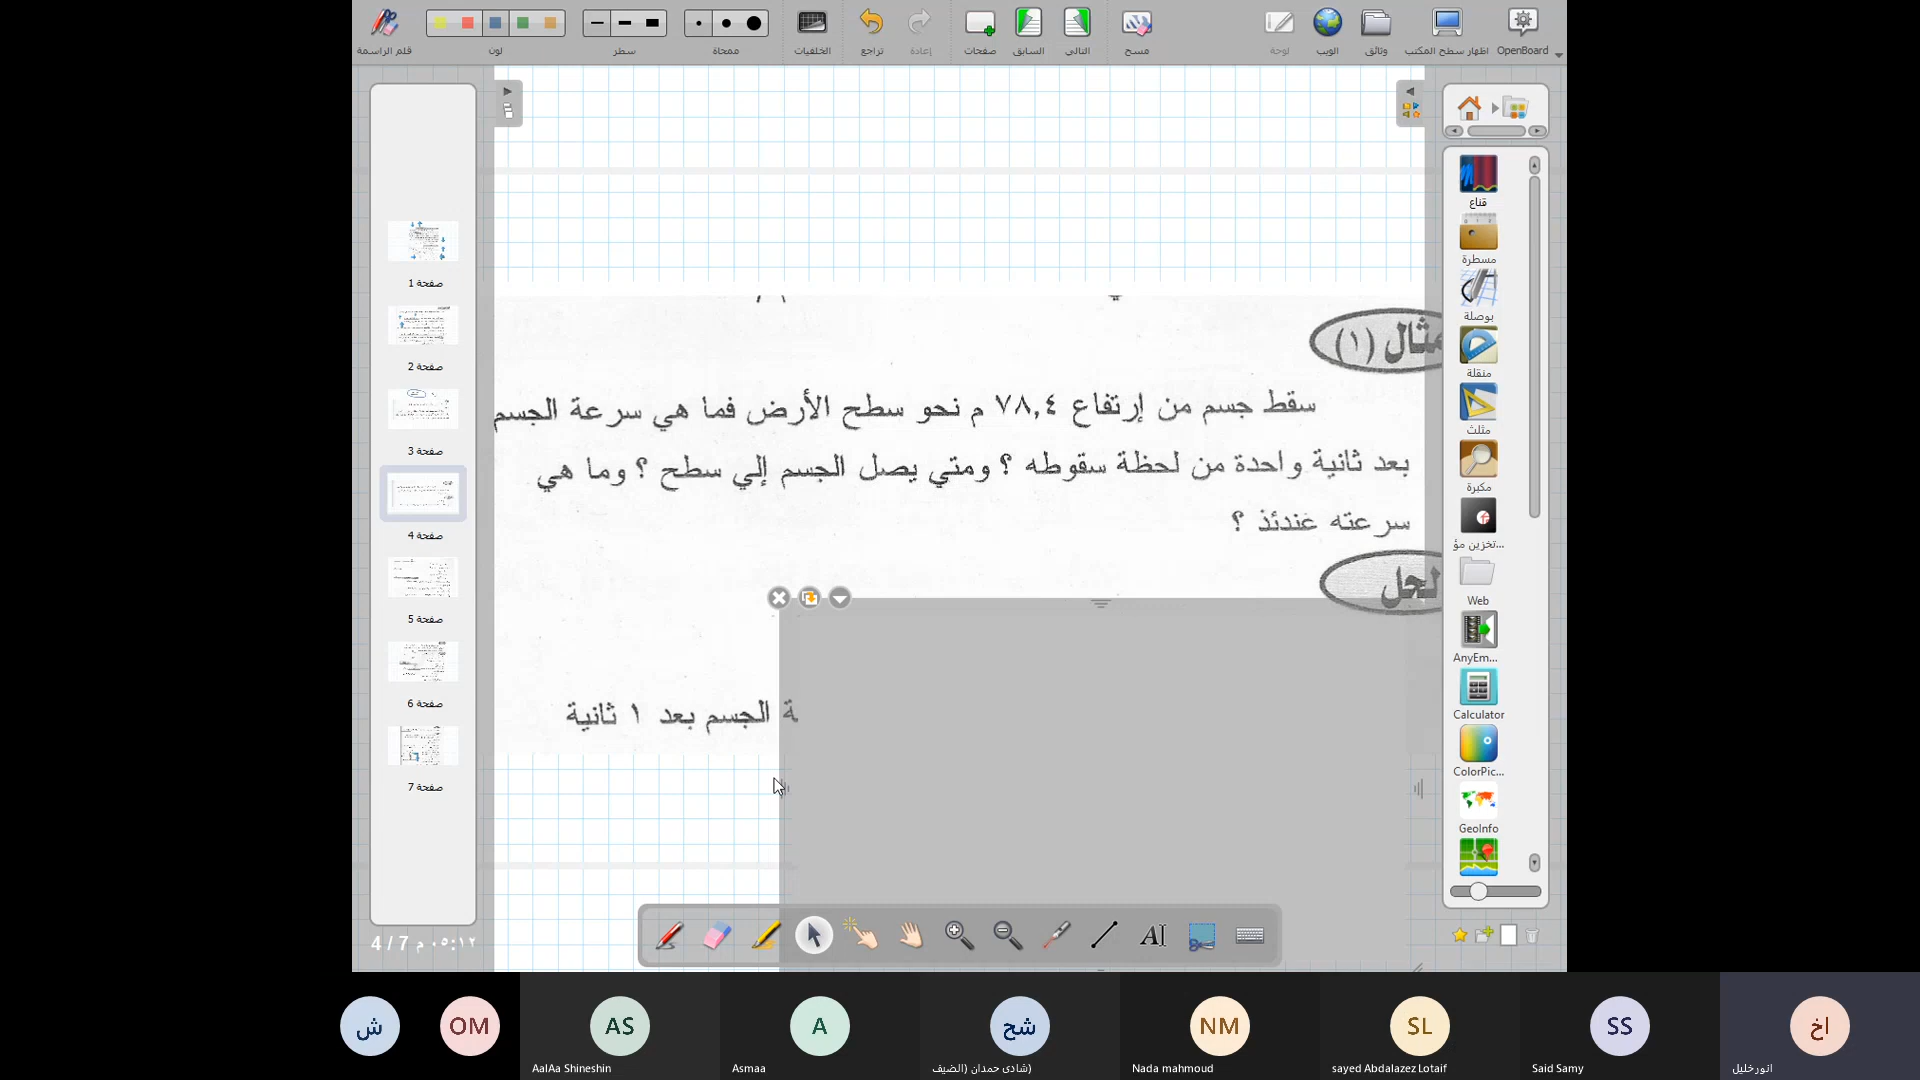 قلم الراسمة
لون
سطر
ممحاة
الخلفيات
تراجع
إعادة
صفحات
السابق
التالي
مسح
لوحة
الويب
وثائق
اظهار سطح المكتب
OpenBoard
مثال (١)
سقط جسم من إرتفاع ٧٨,٤ م نحو سطح الأرض فما هي سرعة الجسم
بعد ثانية واحدة من لحظة سقوطه ؟ ومتي يصل الجسم إلي سطح ؟ وما هي
سرعته عندئذ ؟
لحل
ة الجسم بعد ١ ثانية
صفحة 1
صفحة 2
صفحة 3
صفحة 4
صفحة 5
صفحة 6
صفحة 7
4 / 7 ٠٥:١٢ م
قناع
مسطرة
بوصلة
منقلة
مثلث
مكبرة
تخزين مؤ...
Web
AnyEm...
Calculator
ColorPic...
GeoInfo
ش
OM
AS
AalAa Shineshin
A
Asmaa
شح
شادى حمدان (الضيف)
NM
Nada mahmoud
SL
sayed Abdalazez Lotaif
SS
Said Samy
اخ
انورخليل